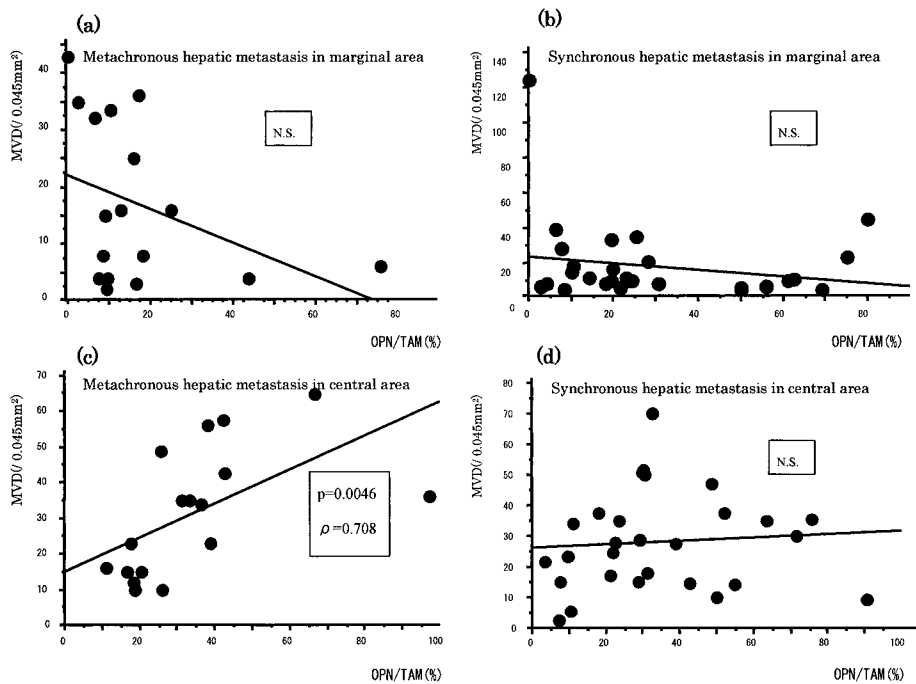 (a)
Metachronous hepatic metastasis in marginal area
MVD(/ 0.045mm²)
40
30
20
10
0
N.S.
0 20 40 60 80
OPN/TAM(%)
(b)
Synchronous hepatic metastasis in marginal area
MVD(/ 0.045mm²)
140
120
100
80
60
40
20
0
N.S.
0 20 40 60 80
OPN/TAM(%)
(c)
Metachronous hepatic metastasis in central area
MVD(/ 0.045mm²)
70
60
50
40
30
20
10
0
p=0.0046
ρ=0.708
0 20 40 60 80 100
OPN/TAM(%)
(d)
Synchronous hepatic metastasis in central area
MVD(/ 0.045mm²)
80
70
60
50
40
30
20
10
0
N.S.
0 20 40 60 80 100
OPN/TAM(%)